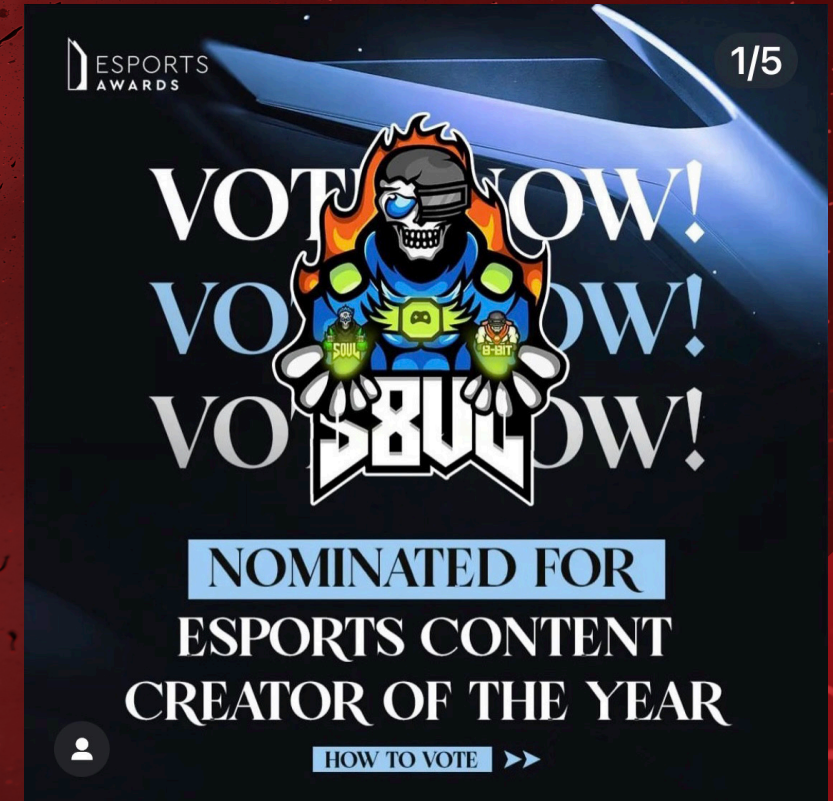 ESPORTS
AWARDS
1/5
VOT OW!
VO OW!
VO OW!
SOUL
8-BIT
S8UL
NOMINATED FOR
ESPORTS CONTENT
CREATOR OF THE YEAR
HOW TO VOTE